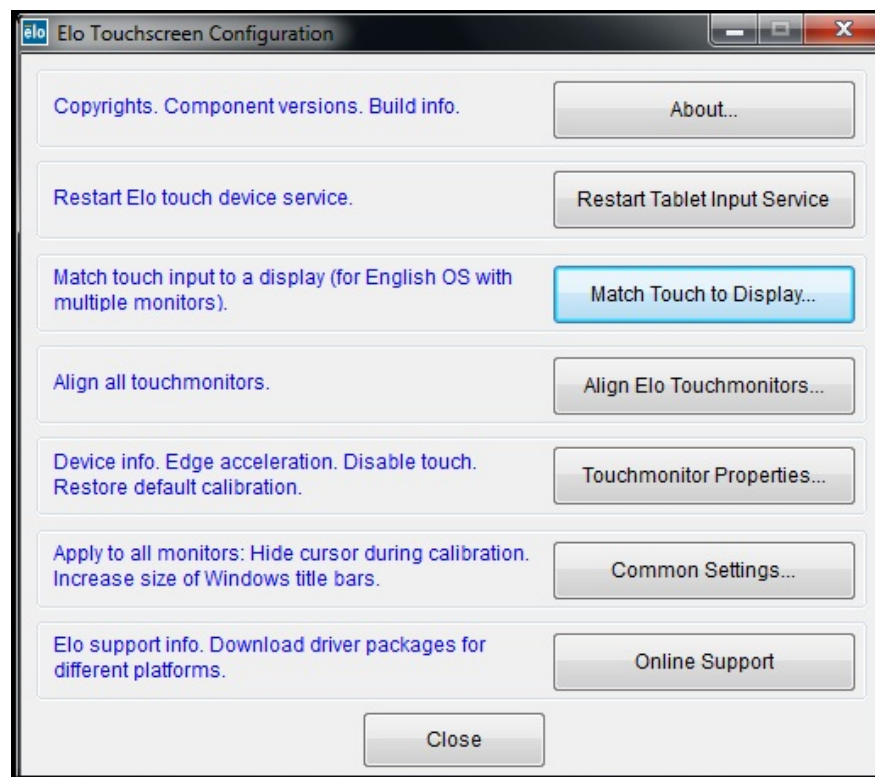 elo Elo Touchscreen Configuration
Copyrights. Component versions. Build info.
About...
Restart Elo touch device service.
Restart Tablet Input Service
Match touch input to a display (for English OS with
multiple monitors).
Match Touch to Display...
Align all touchmonitors.
Align Elo Touchmonitors...
Device info. Edge acceleration. Disable touch.
Restore default calibration.
Touchmonitor Properties...
Apply to all monitors: Hide cursor during calibration.
Increase size of Windows title bars.
Common Settings...
Elo support info. Download driver packages for
different platforms.
Online Support
Close